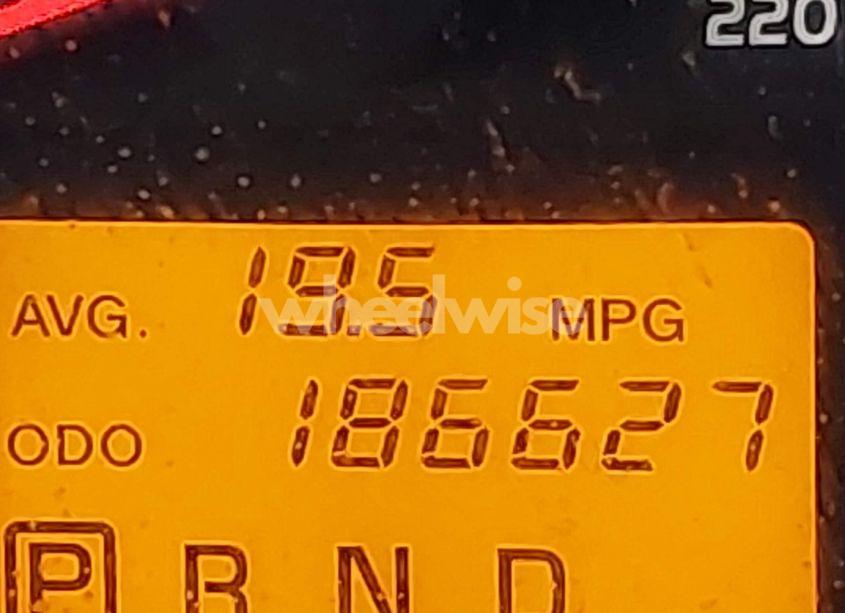 220
AVG. 19.5 MPG
wheelwise
ODO 186627
P R N D